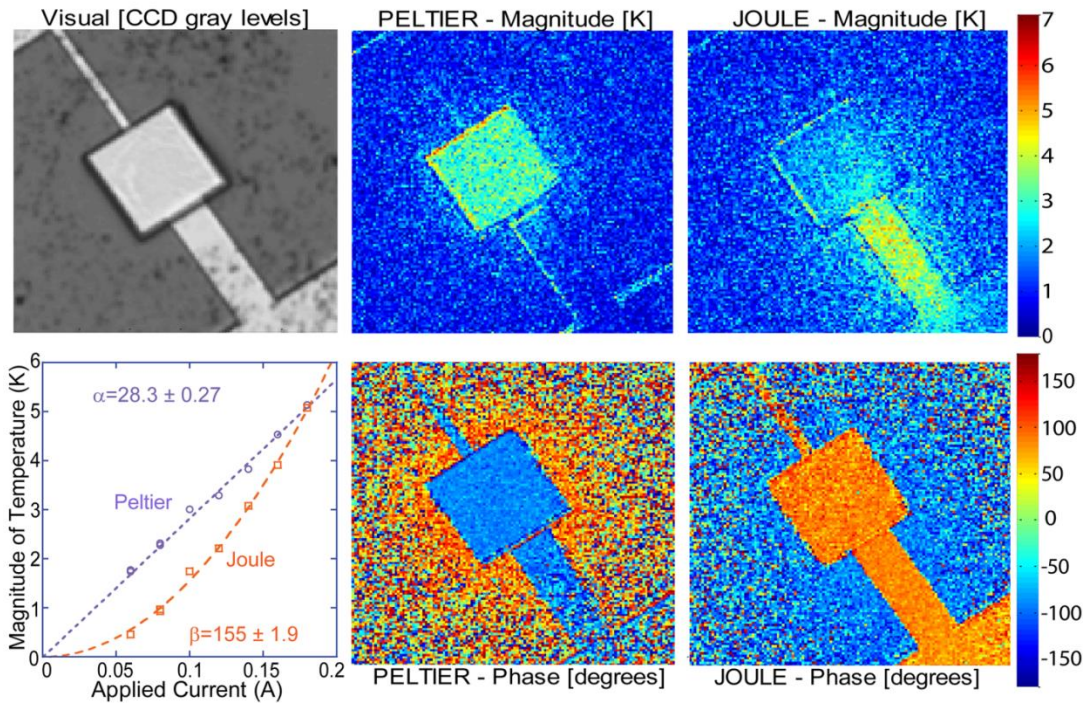 Visual [CCD gray levels]
PELTIER - Magnitude [K]
JOULE - Magnitude [K]
7
6
5
4
3
2
1
0
6
5
4
3
2
1
0
Magnitude of Temperature (K)
α=28.3 ± 0.27
Peltier
Joule
β=155 ± 1.9
0
0.05
0.1
0.15
0.2
Applied Current (A)
PELTIER - Phase [degrees]
JOULE - Phase [degrees]
150
100
50
0
-50
-100
-150